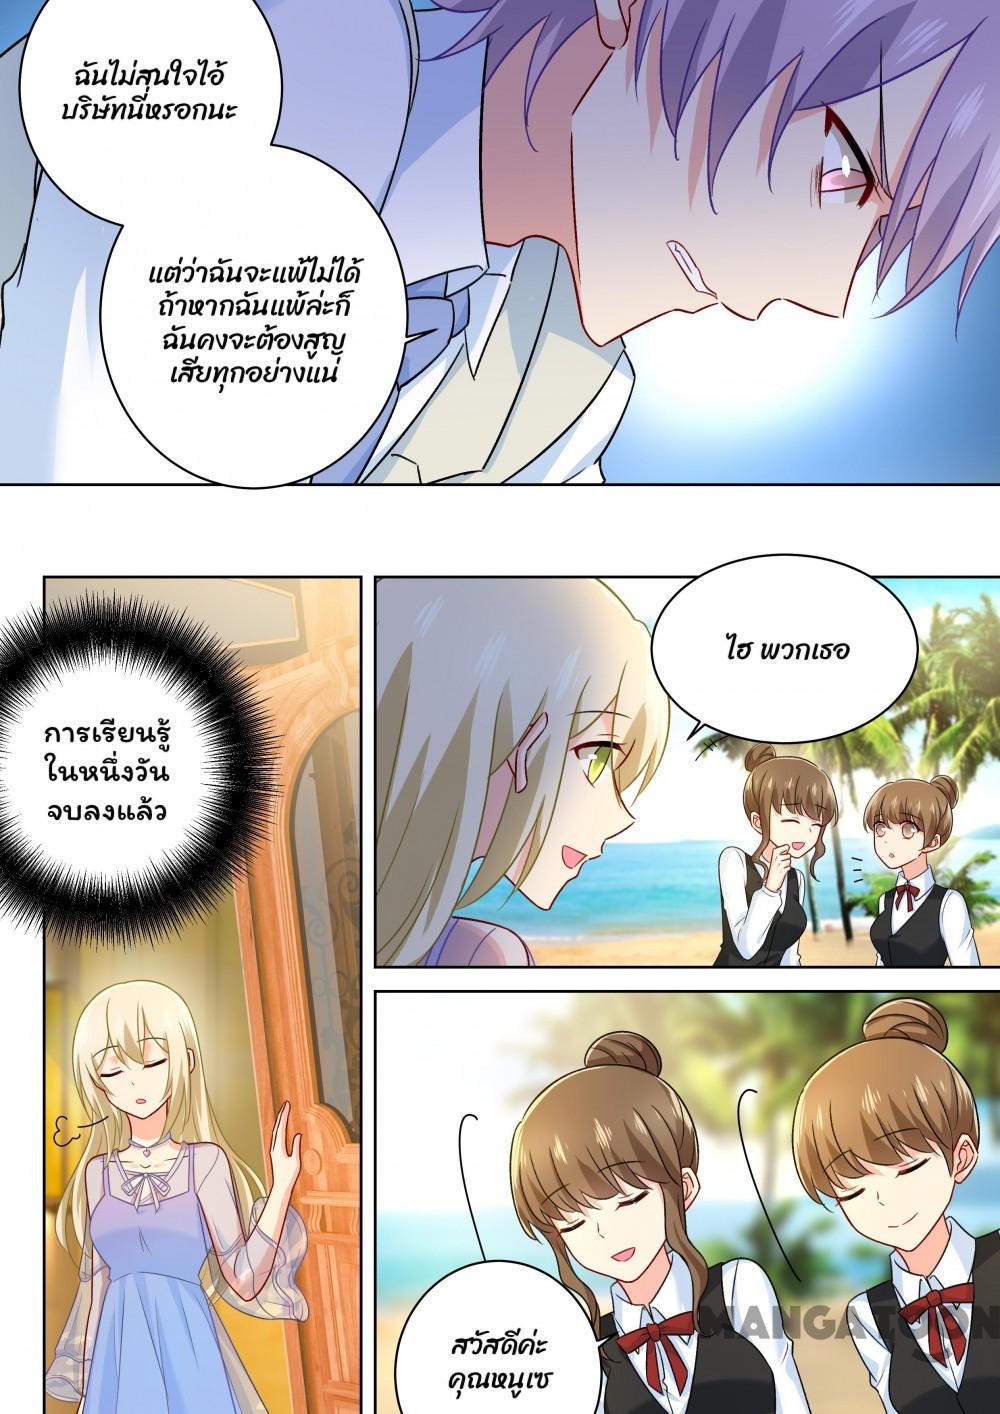 ฉันไม่สนใจไอ้
บริษัทนี่หรอกนะ
แต่ว่าฉันจะแพ้ไม่ได้
ถ้าหากฉันแพ้ล่ะก็
ฉันคงจะต้องสูญ
เสียทุกอย่างแน่
การเรียนรู้
ในหนึ่งวัน
จบลงแล้ว
ไฮ พวกเธอ
สวัสดีค่ะ
คุณหนูเซ
MANGATOON